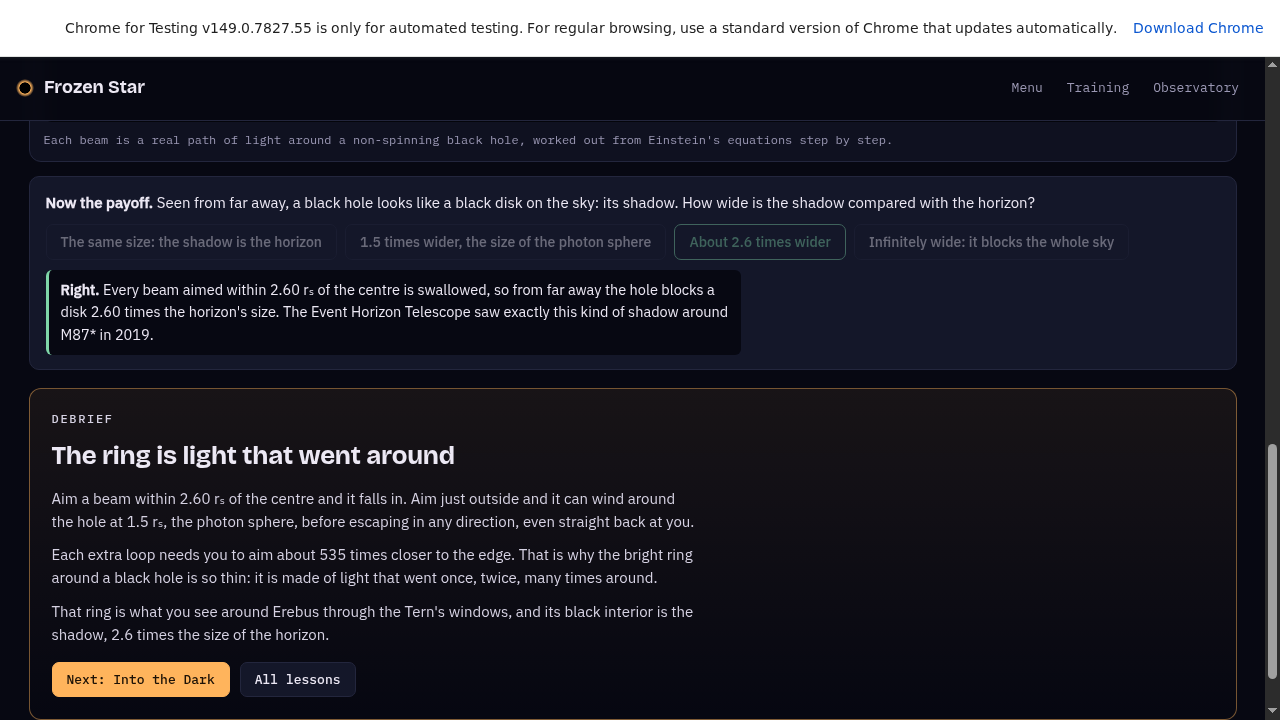 Chrome for Testing v149.0.7827.55 is only for automated testing. For regular browsing, use a standard version of Chrome that updates automatically. Download Chrome
Frozen Star
Menu Training Observatory
Each beam is a real path of light around a non-spinning black hole, worked out from Einstein's equations step by step.
Now the payoff. Seen from far away, a black hole looks like a black disk on the sky: its shadow. How wide is the shadow compared with the horizon?
The same size: the shadow is the horizon
1.5 times wider, the size of the photon sphere
About 2.6 times wider
Infinitely wide: it blocks the whole sky
Right. Every beam aimed within 2.60 rₛ of the centre is swallowed, so from far away the hole blocks a
disk 2.60 times the horizon's size. The Event Horizon Telescope saw exactly this kind of shadow around
M87* in 2019.
DEBRIEF
The ring is light that went around
Aim a beam within 2.60 rₛ of the centre and it falls in. Aim just outside and it can wind around
the hole at 1.5 rₛ, the photon sphere, before escaping in any direction, even straight back at you.
Each extra loop needs you to aim about 535 times closer to the edge. That is why the bright ring
around a black hole is so thin: it is made of light that went once, twice, many times around.
That ring is what you see around Erebus through the Tern's windows, and its black interior is the
shadow, 2.6 times the size of the horizon.
Next: Into the Dark
All lessons